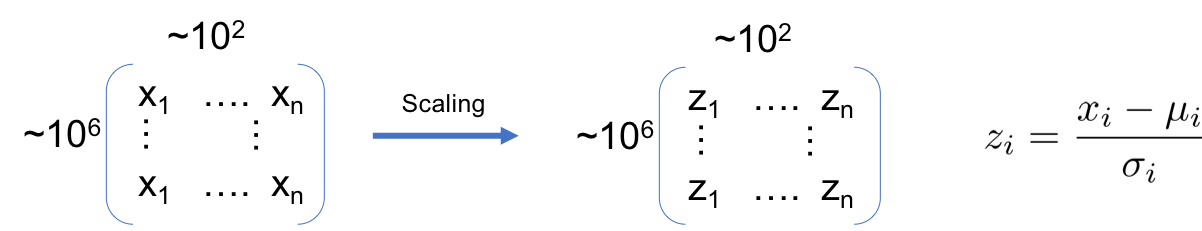 ~10²
~10⁶
x₁ .... xₙ
⋮ ⋮
x₁ .... xₙ
Scaling
~10²
~10⁶
z₁ .... zₙ
⋮ ⋮
z₁ .... zₙ
zᵢ = (xᵢ − μᵢ) / σᵢ